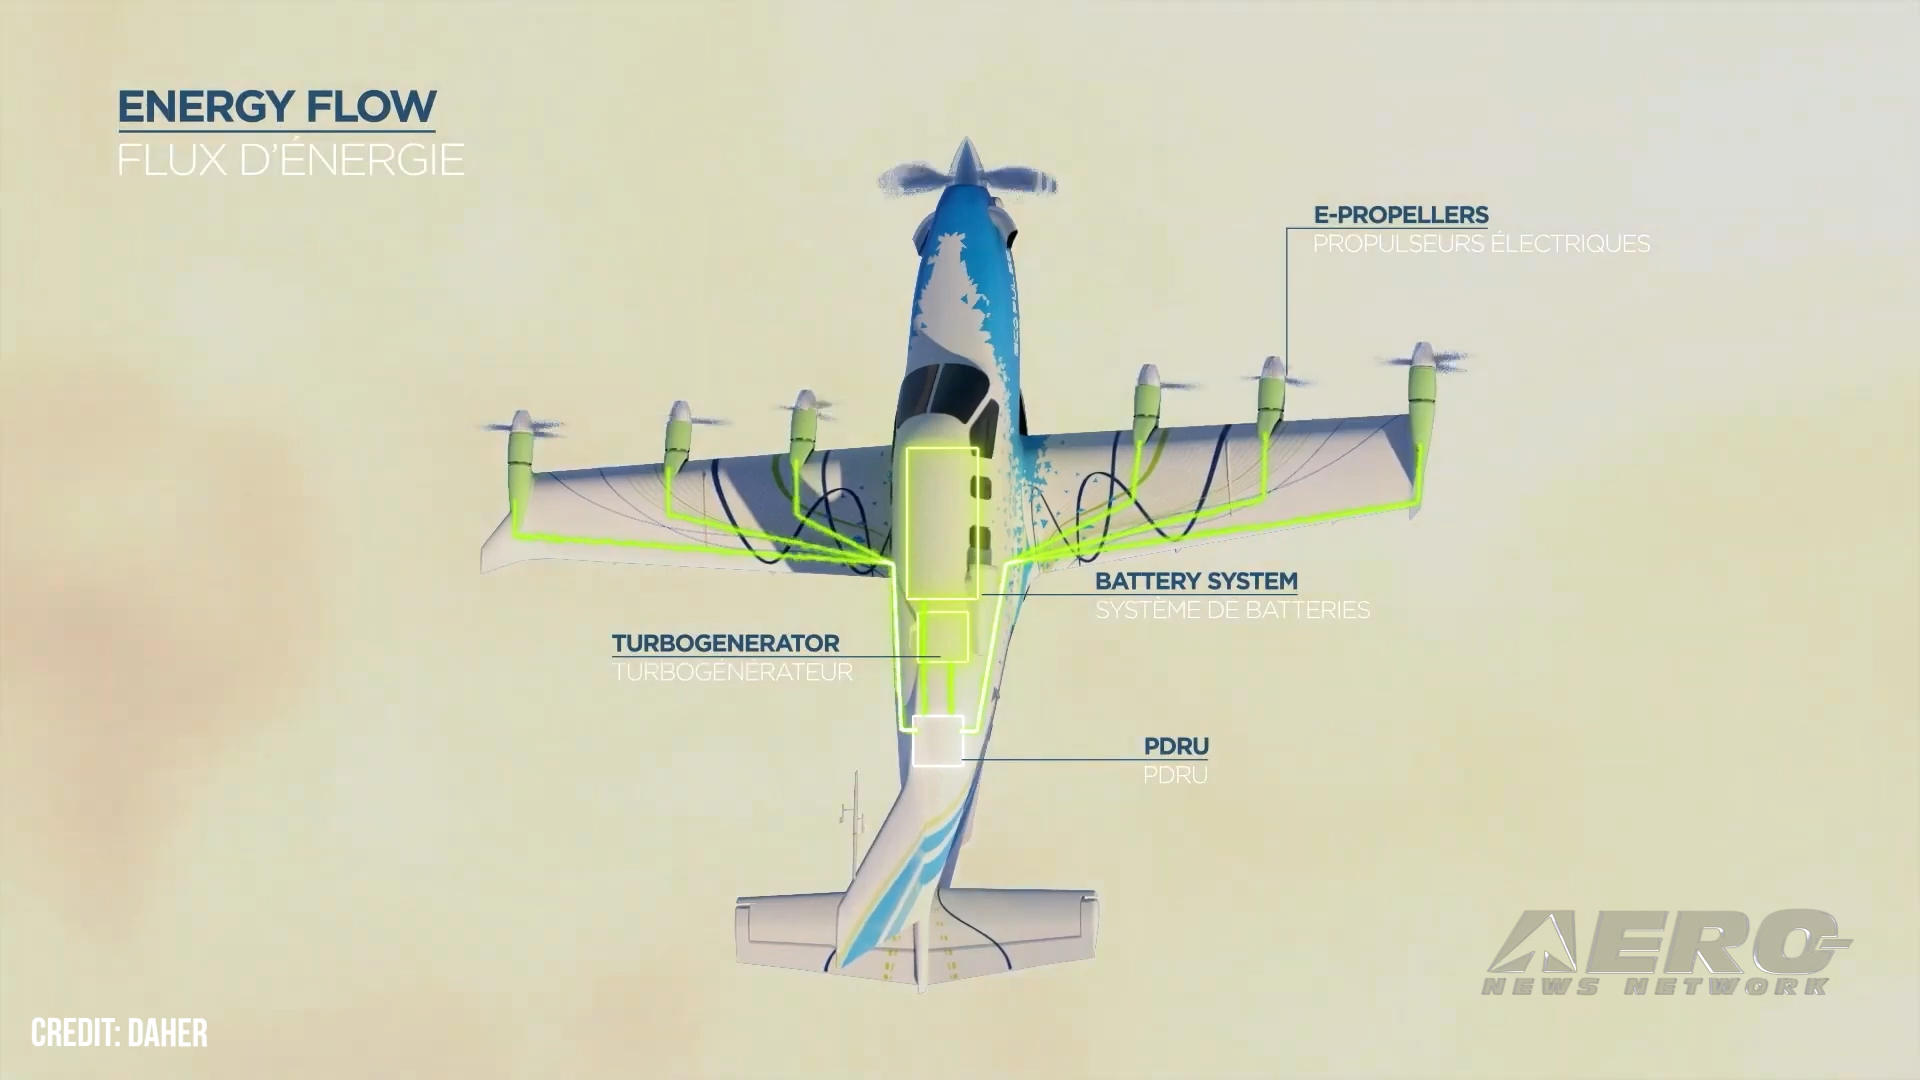 ENERGY FLOW
FLUX D'ÉNERGIE
E-PROPELLERS
PROPULSEURS ÉLECTRIQUES
BATTERY SYSTEM
SYSTÈME DE BATTERIES
TURBOGENERATOR
TURBOGÉNÉRATEUR
PDRU
PDRU
AERO-
NEWS NETWORK
CREDIT: DAHER